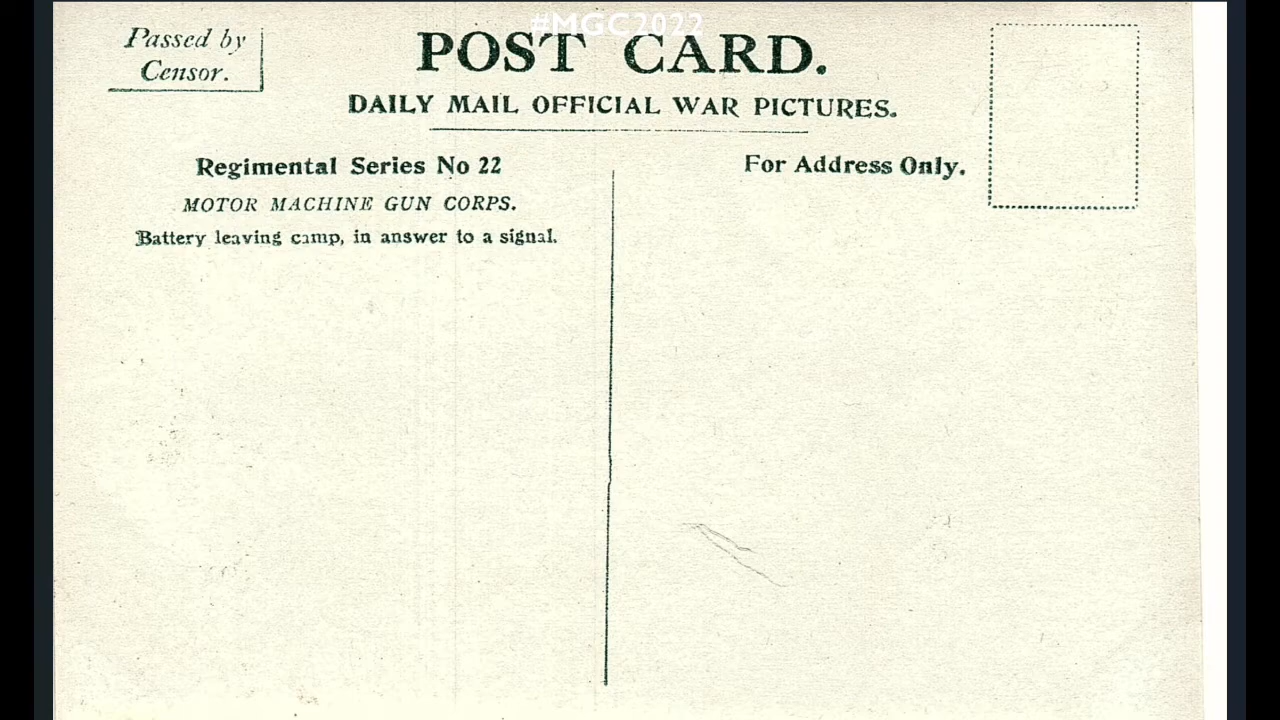 #MGC2022
Passed by
Censor.
POST CARD.
DAILY MAIL OFFICIAL WAR PICTURES.
Regimental Series No 22
MOTOR MACHINE GUN CORPS.
Battery leaving camp, in answer to a signal.
For Address Only.